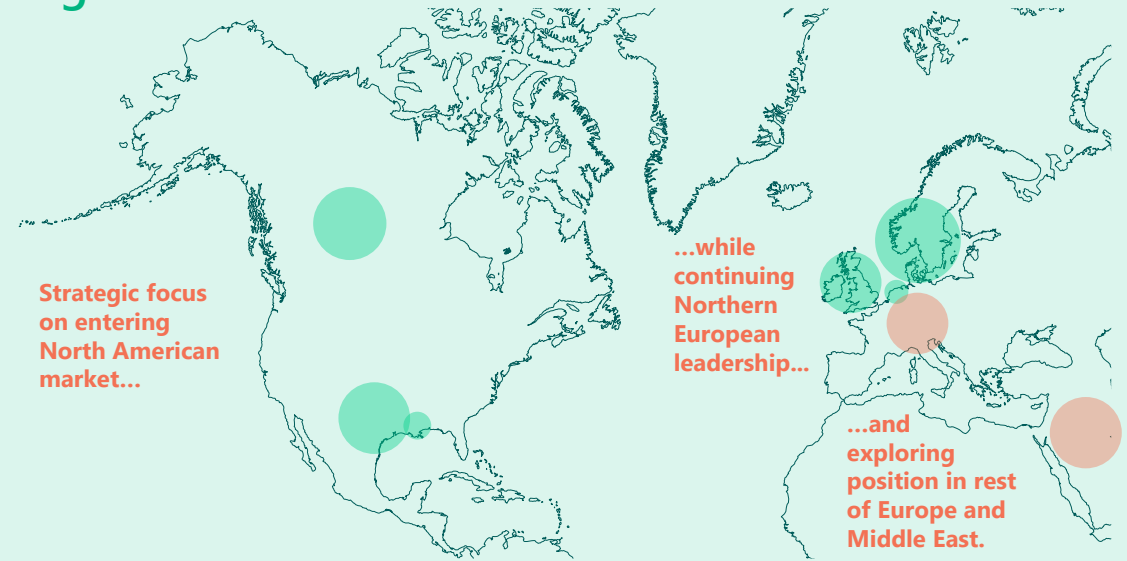 Strategic focus
on entering
North American
market...
...while
continuing
Northern
European
leadership...
...and
exploring
position in rest
of Europe and
Middle East.